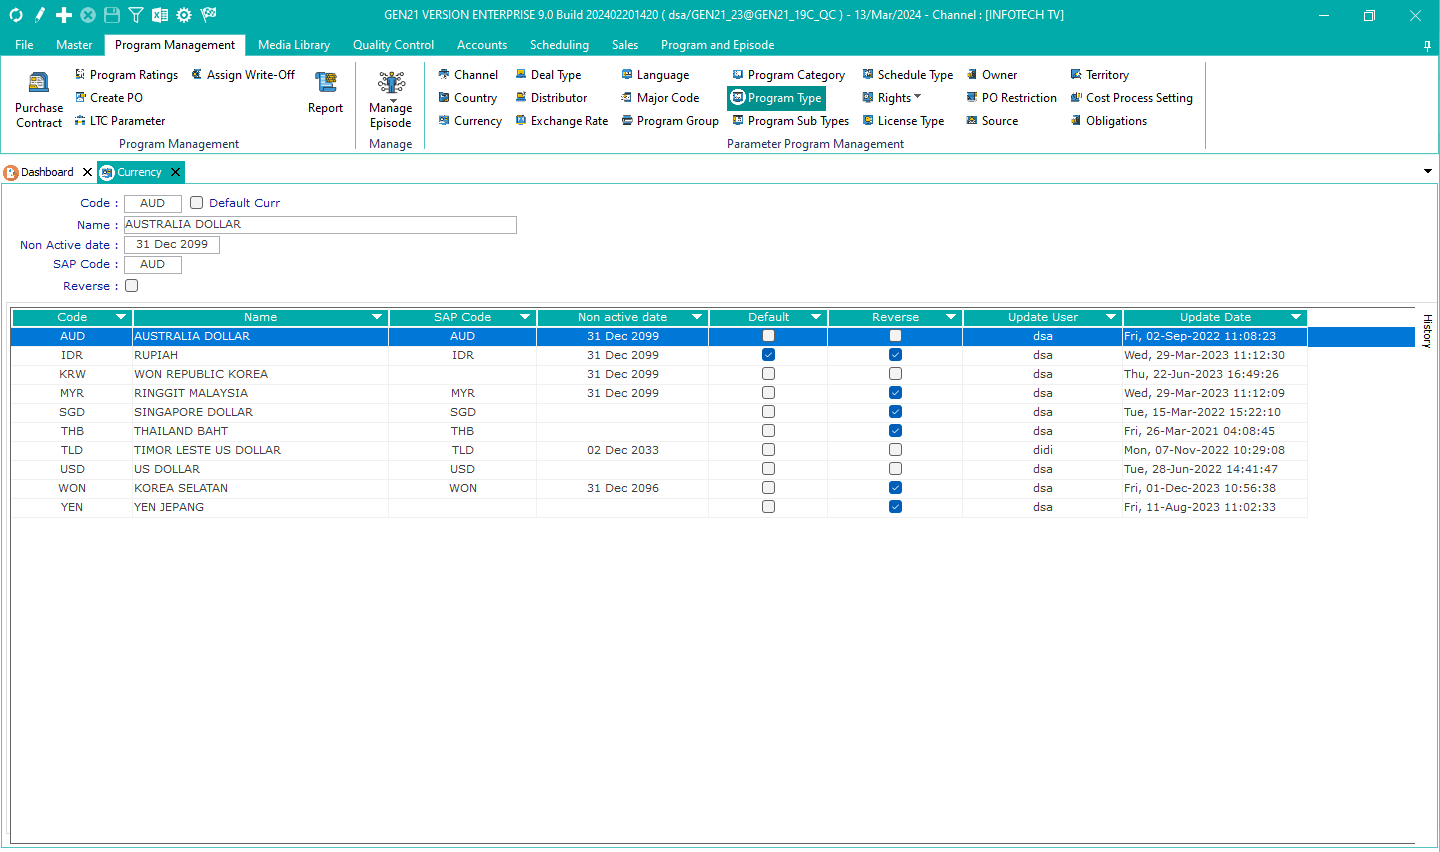 GEN21 VERSION ENTERPRISE 9.0 Build 202402201420 ( dsa/GEN21_23@GEN21_19C_QC ) - 13/Mar/2024 - Channel : [INFOTECH TV]
File Master Program Management Media Library Quality Control Accounts Scheduling Sales Program and Episode
Purchase Contract
Program Ratings Assign Write-Off
Create PO
LTC Parameter
Report
Program Management
Manage Episode
Manage
Channel Deal Type Language Program Category Schedule Type Owner Territory
Country Distributor Major Code Program Type Rights PO Restriction Cost Process Setting
Currency Exchange Rate Program Group Program Sub Types License Type Source Obligations
Parameter Program Management
Dashboard Currency
Code : AUD Default Curr
Name : AUSTRALIA DOLLAR
Non Active date : 31 Dec 2099
SAP Code : AUD
Reverse :
Code Name SAP Code Non active date Default Reverse Update User Update Date
AUD AUSTRALIA DOLLAR AUD 31 Dec 2099 dsa Fri, 02-Sep-2022 11:08:23
IDR RUPIAH IDR 31 Dec 2099 dsa Wed, 29-Mar-2023 11:12:30
KRW WON REPUBLIC KOREA 31 Dec 2099 dsa Thu, 22-Jun-2023 16:49:26
MYR RINGGIT MALAYSIA MYR 31 Dec 2099 dsa Wed, 29-Mar-2023 11:12:09
SGD SINGAPORE DOLLAR SGD dsa Tue, 15-Mar-2022 15:22:10
THB THAILAND BAHT THB dsa Fri, 26-Mar-2021 04:08:45
TLD TIMOR LESTE US DOLLAR TLD 02 Dec 2033 didi Mon, 07-Nov-2022 10:29:08
USD US DOLLAR USD dsa Tue, 28-Jun-2022 14:41:47
WON KOREA SELATAN WON 31 Dec 2096 dsa Fri, 01-Dec-2023 10:56:38
YEN YEN JEPANG dsa Fri, 11-Aug-2023 11:02:33
History